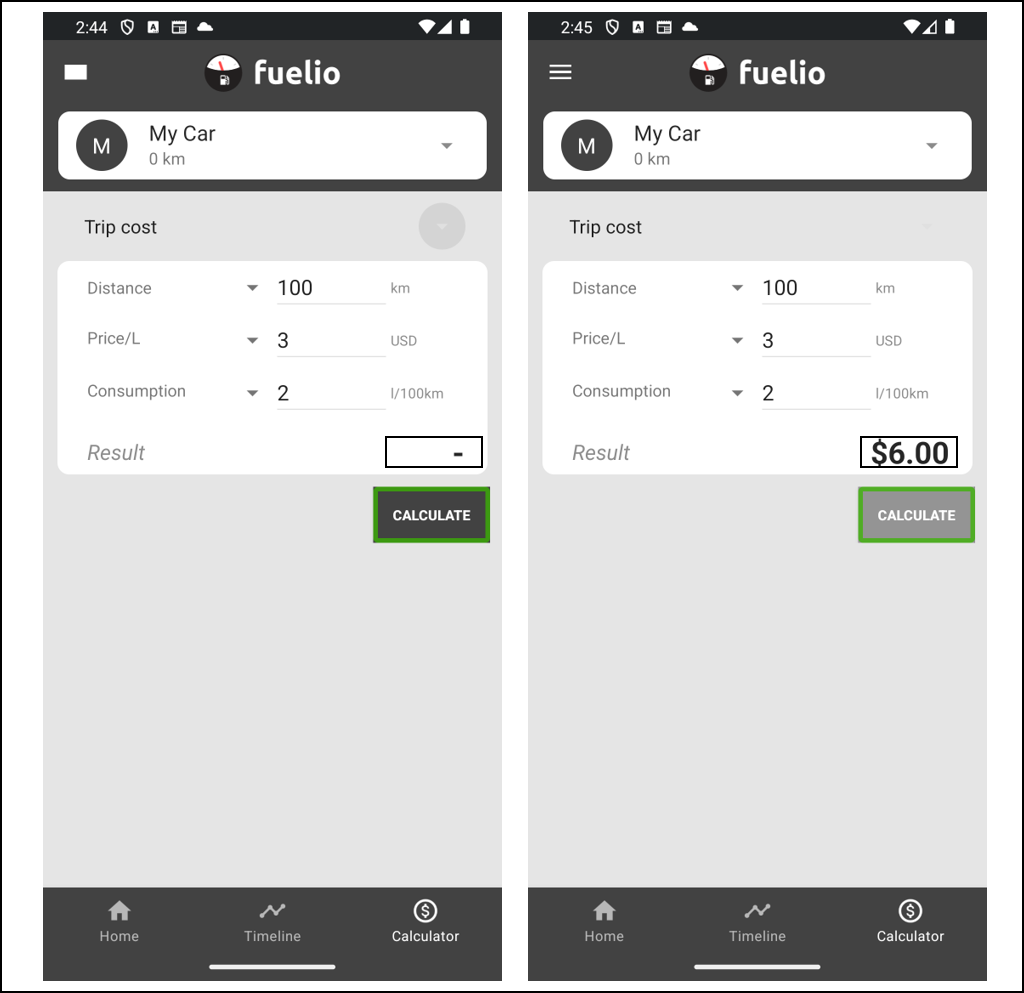 2:44
fuelio
M
My Car
0 km
Trip cost
Distance 100 km
Price/L 3 USD
Consumption 2 l/100km
Result -
CALCULATE
Home Timeline Calculator
2:45
fuelio
M
My Car
0 km
Trip cost
Distance 100 km
Price/L 3 USD
Consumption 2 l/100km
Result $6.00
CALCULATE
Home Timeline Calculator